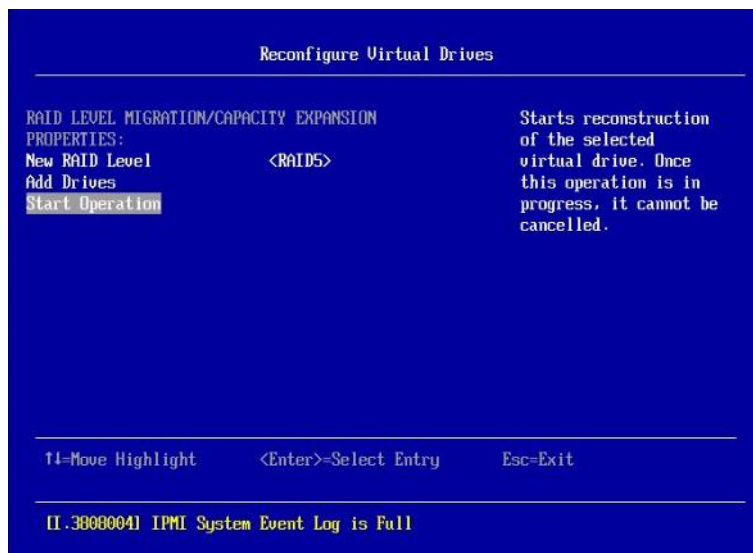 Reconfigure Virtual Drives
RAID LEVEL MIGRATION/CAPACITY EXPANSION
PROPERTIES:
New RAID Level <RAID5>
Add Drives
Start Operation
Starts reconstruction
of the selected
virtual drive. Once
this operation is in
progress, it cannot be
cancelled.
↑↓=Move Highlight <Enter>=Select Entry Esc=Exit
[I.3808004] IPMI System Event Log is Full